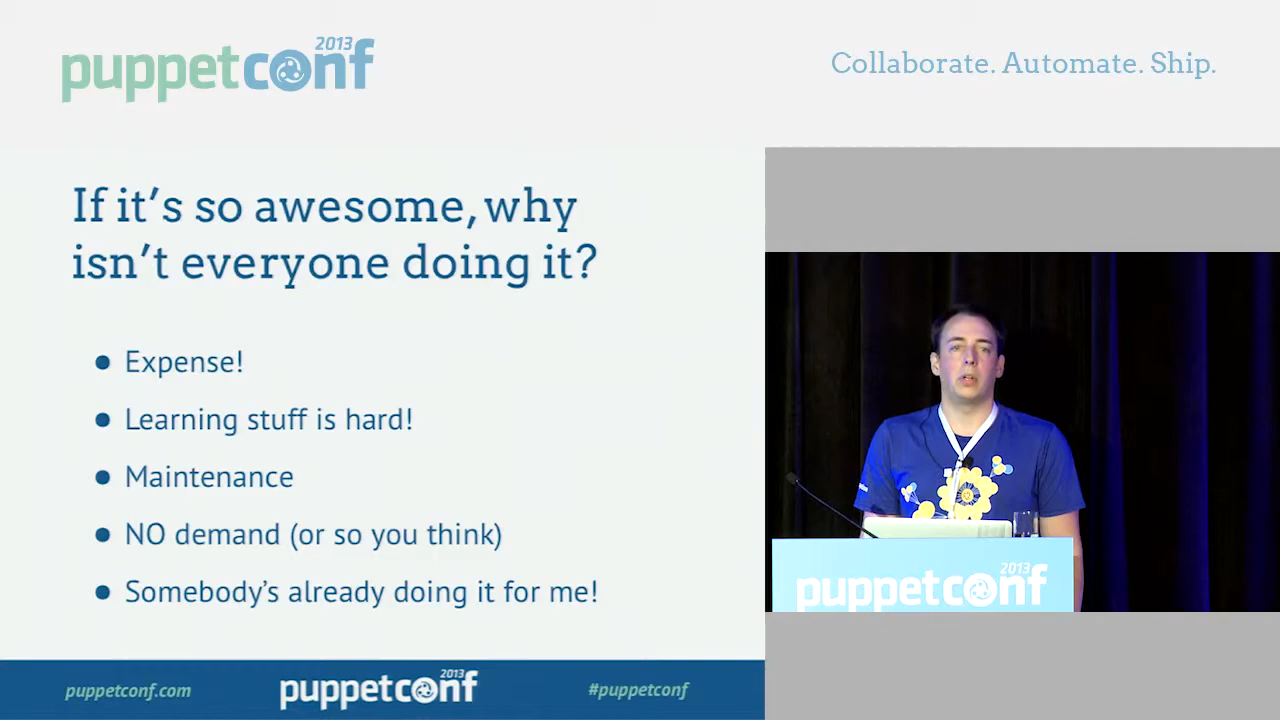 puppetconf 2013
Collaborate. Automate. Ship.
If it's so awesome, why
isn't everyone doing it?
Expense!
Learning stuff is hard!
Maintenance
NO demand (or so you think)
Somebody's already doing it for me!
puppetconf.com
puppetconf 2013
#puppetconf
puppetconf 2013